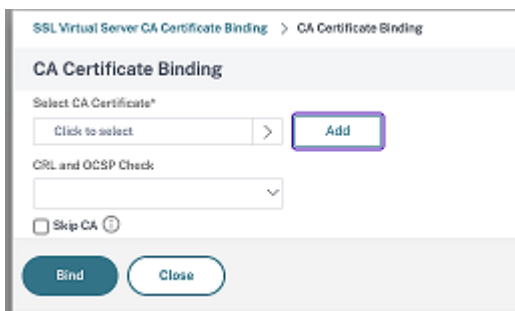 SSL Virtual Server CA Certificate Binding > CA Certificate Binding
CA Certificate Binding
Select CA Certificate*
Click to select > Add
CRL and OCSP Check
Skip CA
Bind Close